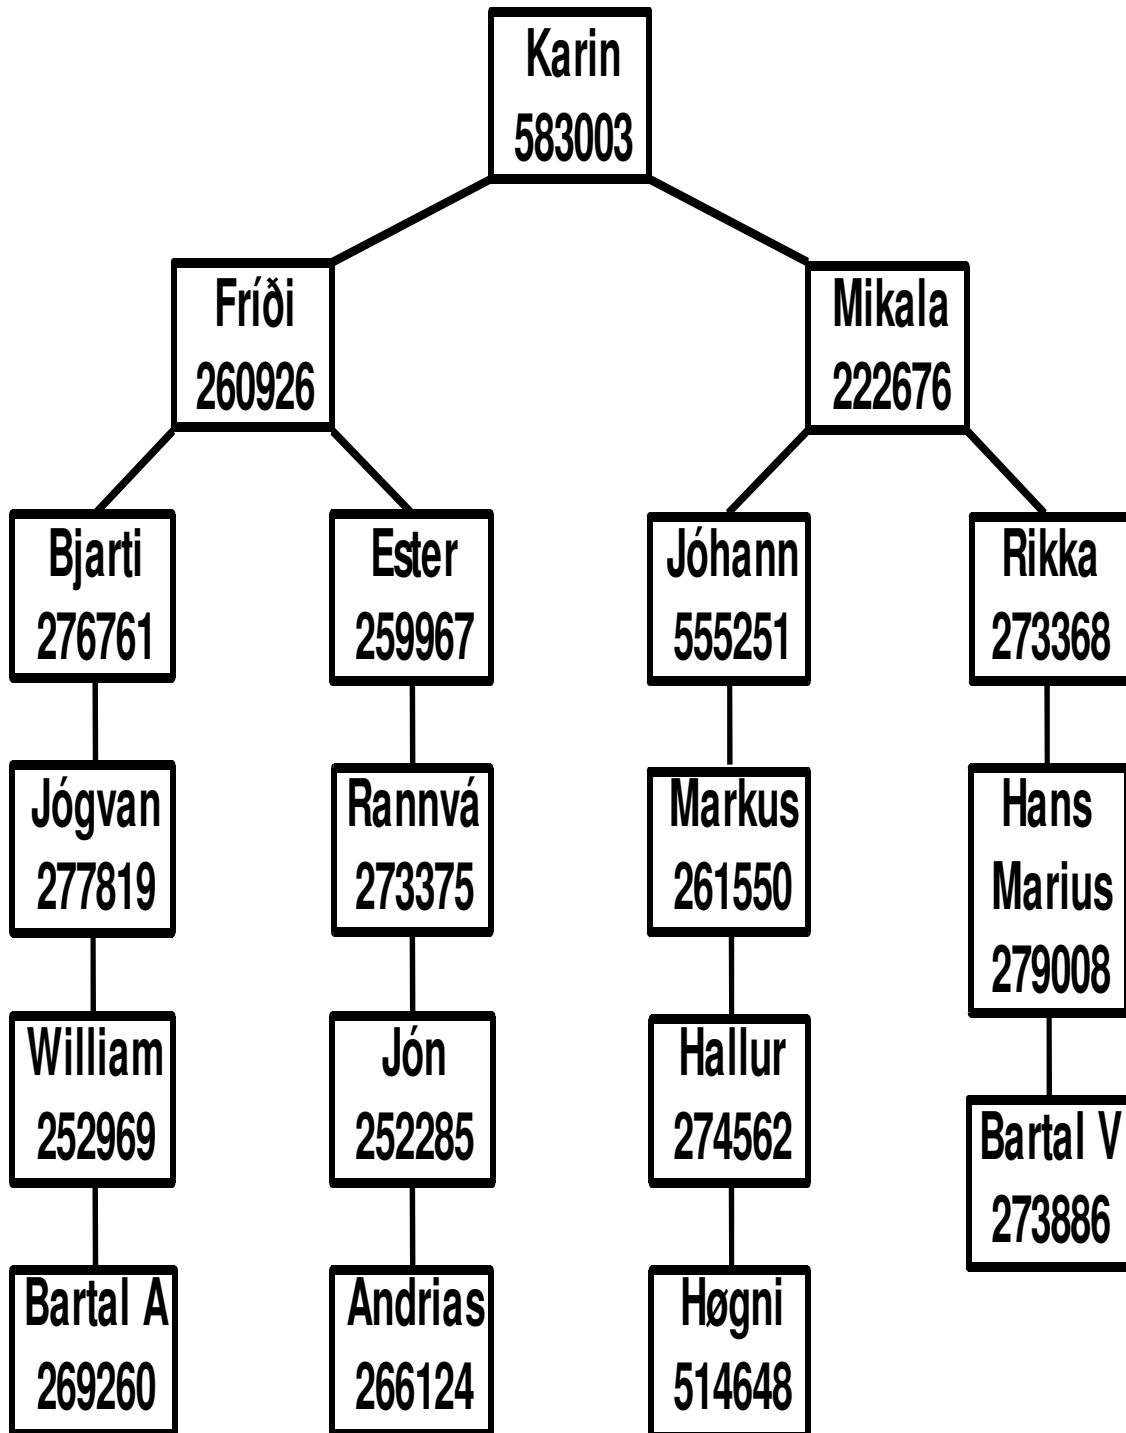 Karin
583003
Fríði
260926
Mikala
222676
Bjarti
276761
Ester
259967
Jóhann
555251
Rikka
273368
Jógvan
277819
Rannvá
273375
Markus
261550
Hans
Marius
279008
William
252969
Jón
252285
Hallur
274562
Bartal V
273886
Bartal A
269260
Andrias
266124
Høgni
514648